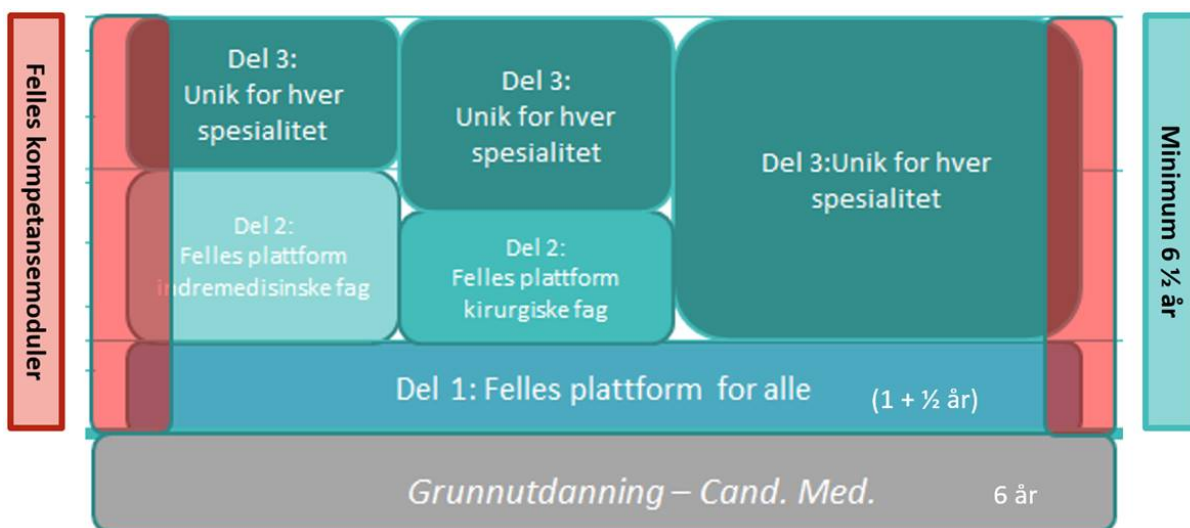 Felles kompetansemoduler
Del 3:
Unik for hver
spesialitet
Del 2:
Felles plattform
indremedisinske fag
Del 3:
Unik for hver
spesialitet
Del 2:
Felles plattform
kirurgiske fag
Del 3:Unik for hver
spesialitet
Del 1: Felles plattform for alle
(1 + ½ år)
Grunnutdanning – Cand. Med.
6 år
Minimum 6 ½ år